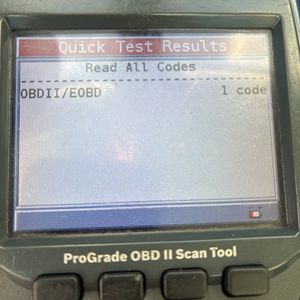 Quick Test Results
Read All Codes
OBDII/EOBD 1 code
ProGrade OBD II Scan Tool